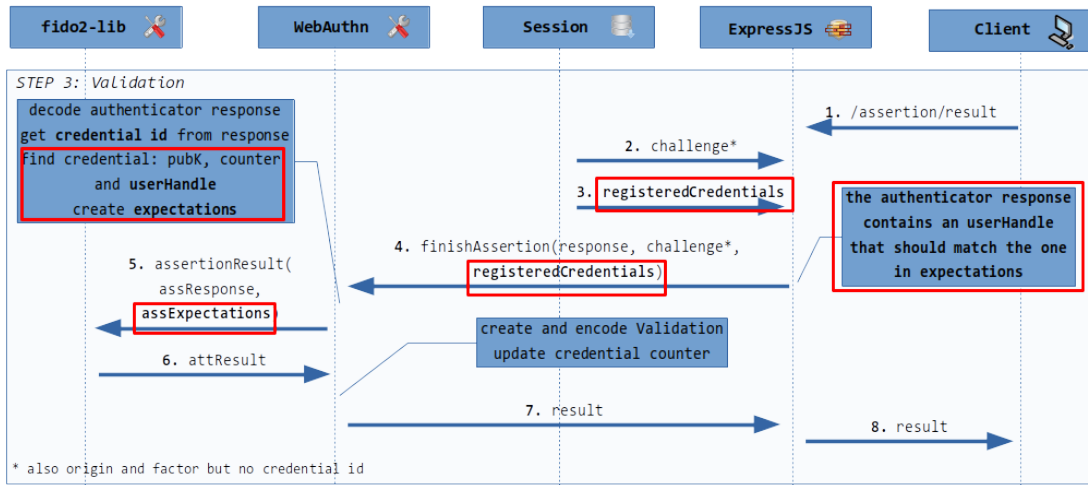 fido2-lib
WebAuthn
Session
ExpressJS
Client
STEP 3: Validation
decode authenticator response
get credential id from response
find credential: pubK, counter
and userHandle
create expectations
1. /assertion/result
2. challenge*
3. registeredCredentials
the authenticator response
contains an userHandle
that should match the one
in expectations
4. finishAssertion(response, challenge*,
registeredCredentials)
5. assertionResult(
assResponse,
assExpectations)
create and encode Validation
update credential counter
6. attResult
7. result
8. result
* also origin and factor but no credential id